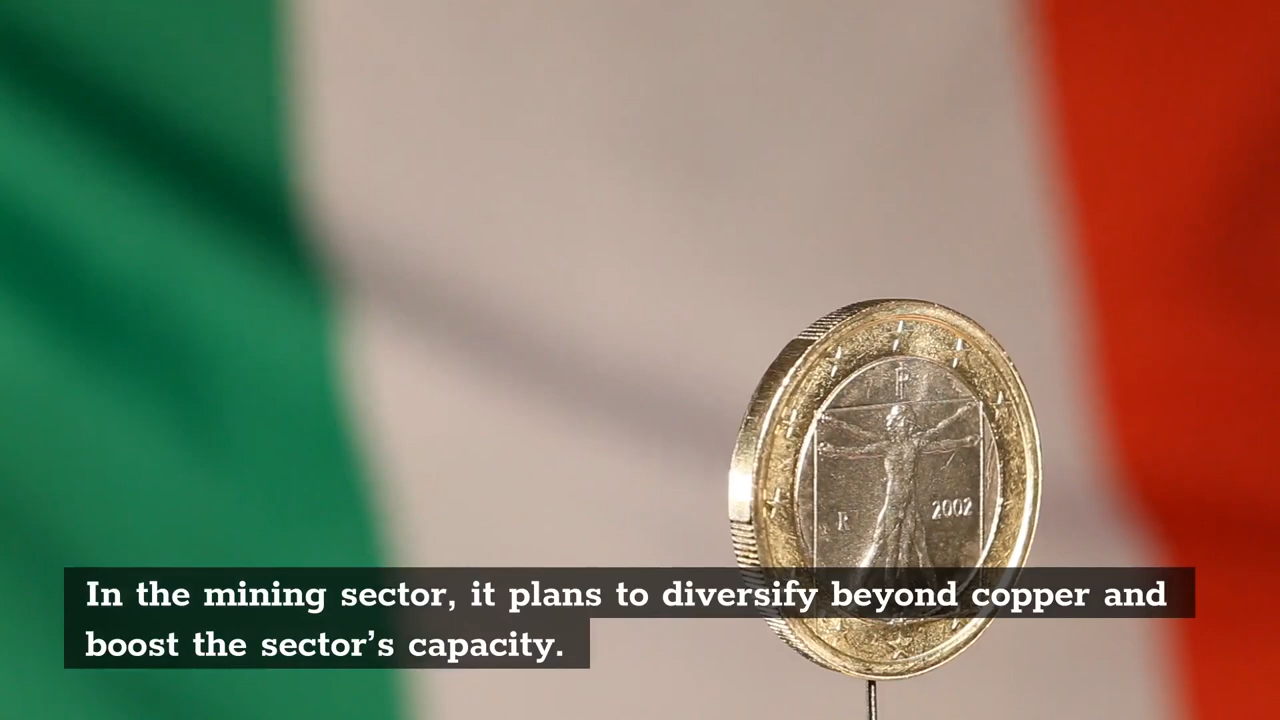 R
2002
In the mining sector, it plans to diversify beyond copper and
boost the sector’s capacity.